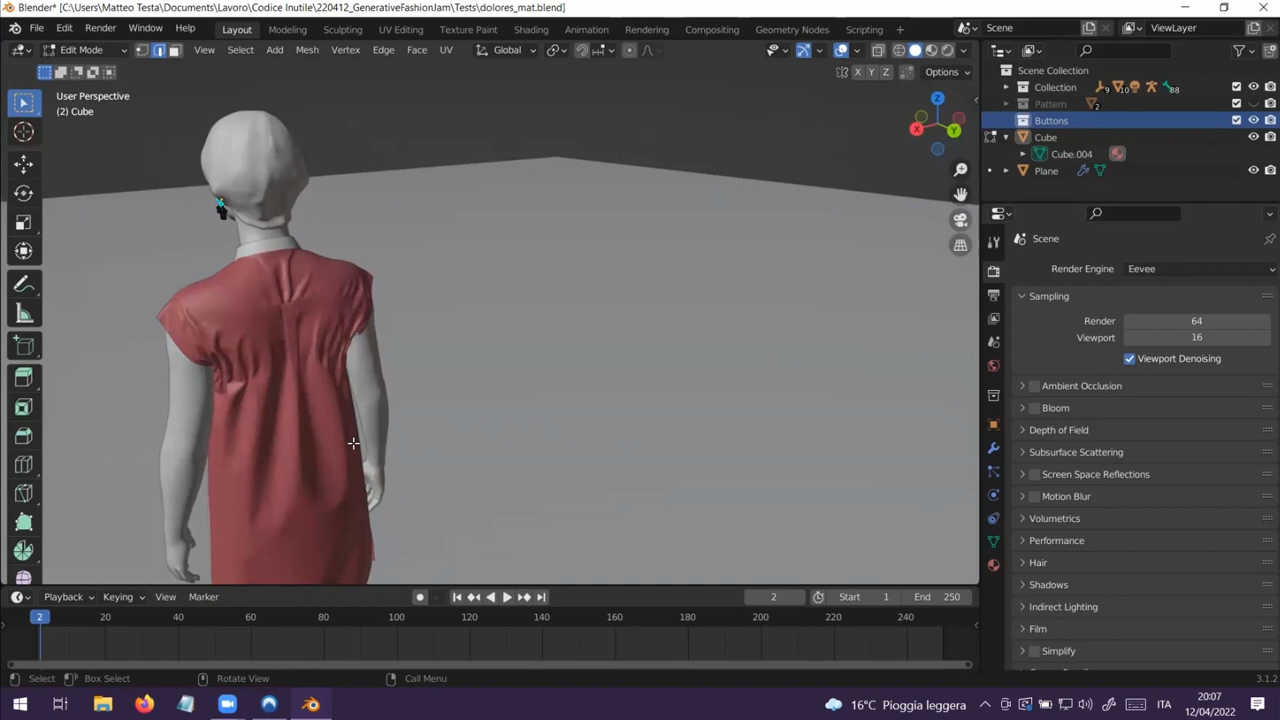 Blender* [C:\Users\Matteo Testa\Documents\Lavoro\Codice Inutile\220412_GenerativeFashionJam\Tests\dolores_mat.blend]
File Edit Render Window Help Layout Modeling Sculpting UV Editing Texture Paint Shading Animation Rendering Compositing Geometry Nodes Scripting Scene ViewLayer
Edit Mode View Select Add Mesh Vertex Edge Face UV Global
X Y Z Options
User Perspective
(2) Cube
Z
X Y
Scene Collection
Collection 9 10 88
Pattern 2
Buttons
Cube
Cube.004
Plane
Scene
Render Engine Eevee
Sampling
Render 64
Viewport 16
Viewport Denoising
Ambient Occlusion
Bloom
Depth of Field
Subsurface Scattering
Screen Space Reflections
Motion Blur
Volumetrics
Performance
Hair
Shadows
Indirect Lighting
Film
Simplify
Playback Keying View Marker 2 Start 1 End 250
2 20 40 60 80 100 120 140 160 180 200 220 240
Select Box Select Rotate View Call Menu 3.1.2
16°C Pioggia leggera ITA 20:07
12/04/2022